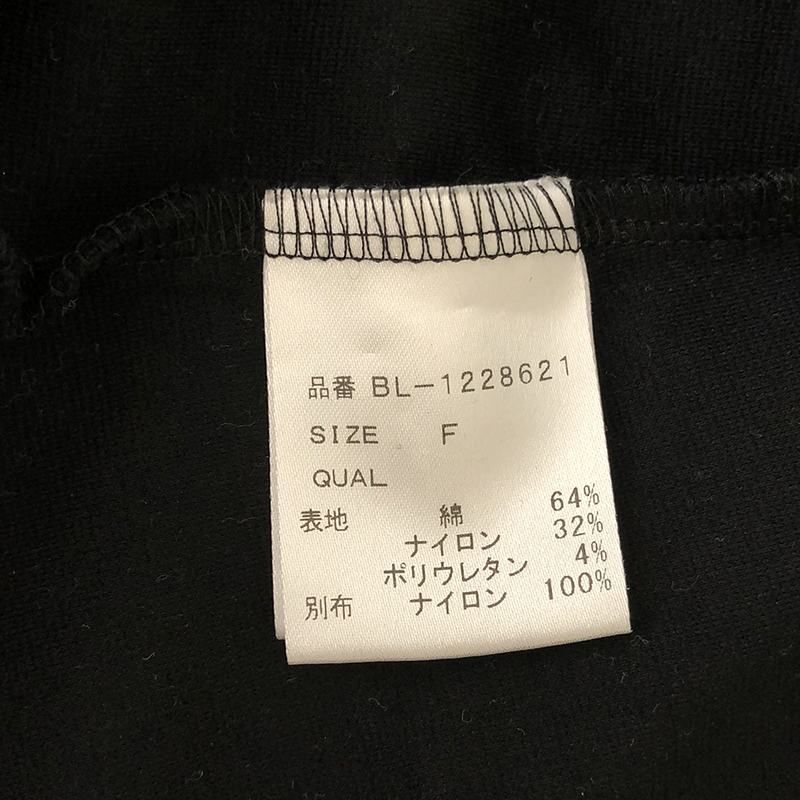 品番 BL-1228621
SIZE F
QUAL
表地 綿 64%
ナイロン 32%
ポリウレタン 4%
別布 ナイロン 100%